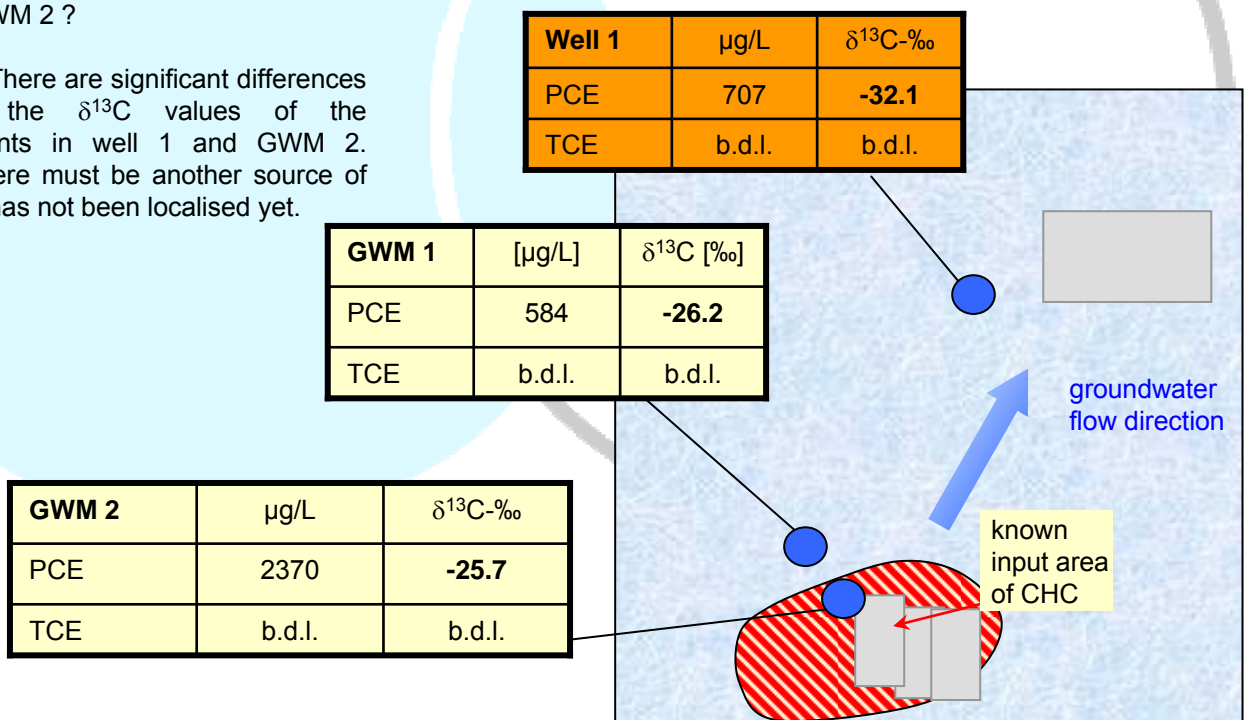 WM 2 ?
There are significant differences
the δ13C values of the
nts in well 1 and GWM 2.
ere must be another source of
has not been localised yet.
Well 1 µg/L δ13C-‰
PCE 707 -32.1
TCE b.d.l. b.d.l.
GWM 1 [µg/L] δ13C [‰]
PCE 584 -26.2
TCE b.d.l. b.d.l.
groundwater
flow direction
GWM 2 µg/L δ13C-‰
PCE 2370 -25.7
TCE b.d.l. b.d.l.
known
input area
of CHC